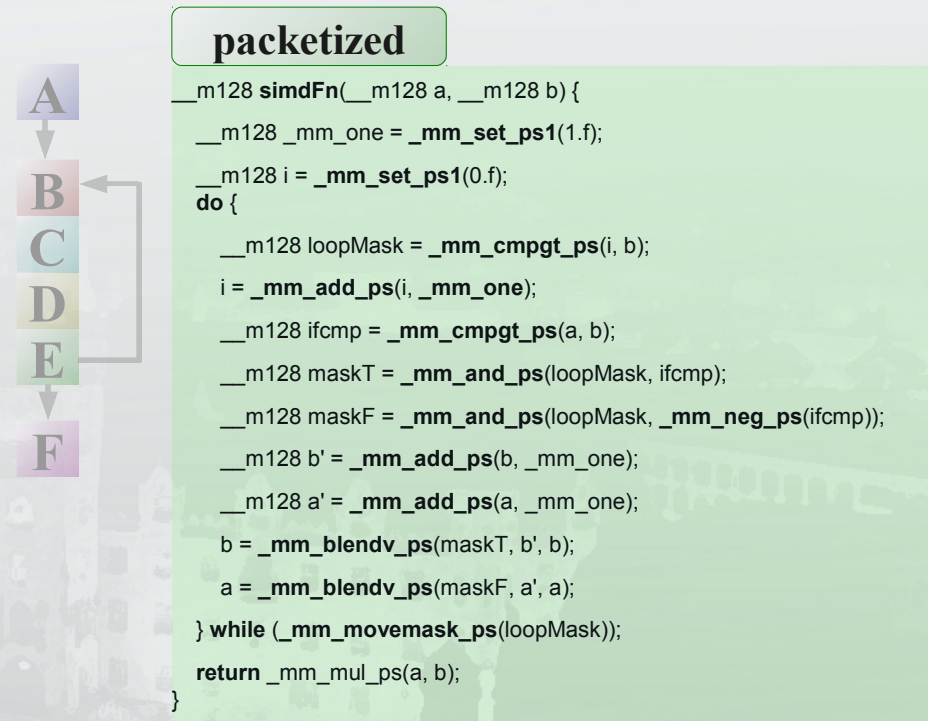 packetized
A
B
C
D
E
F
__m128 simdFn(__m128 a, __m128 b) {
__m128 _mm_one = _mm_set_ps1(1.f);
__m128 i = _mm_set_ps1(0.f);
do {
__m128 loopMask = _mm_cmpgt_ps(i, b);
i = _mm_add_ps(i, _mm_one);
__m128 ifcmp = _mm_cmpgt_ps(a, b);
__m128 maskT = _mm_and_ps(loopMask, ifcmp);
__m128 maskF = _mm_and_ps(loopMask, _mm_neg_ps(ifcmp));
__m128 b' = _mm_add_ps(b, _mm_one);
__m128 a' = _mm_add_ps(a, _mm_one);
b = _mm_blendv_ps(maskT, b', b);
a = _mm_blendv_ps(maskF, a', a);
} while (_mm_movemask_ps(loopMask));
return _mm_mul_ps(a, b);
}